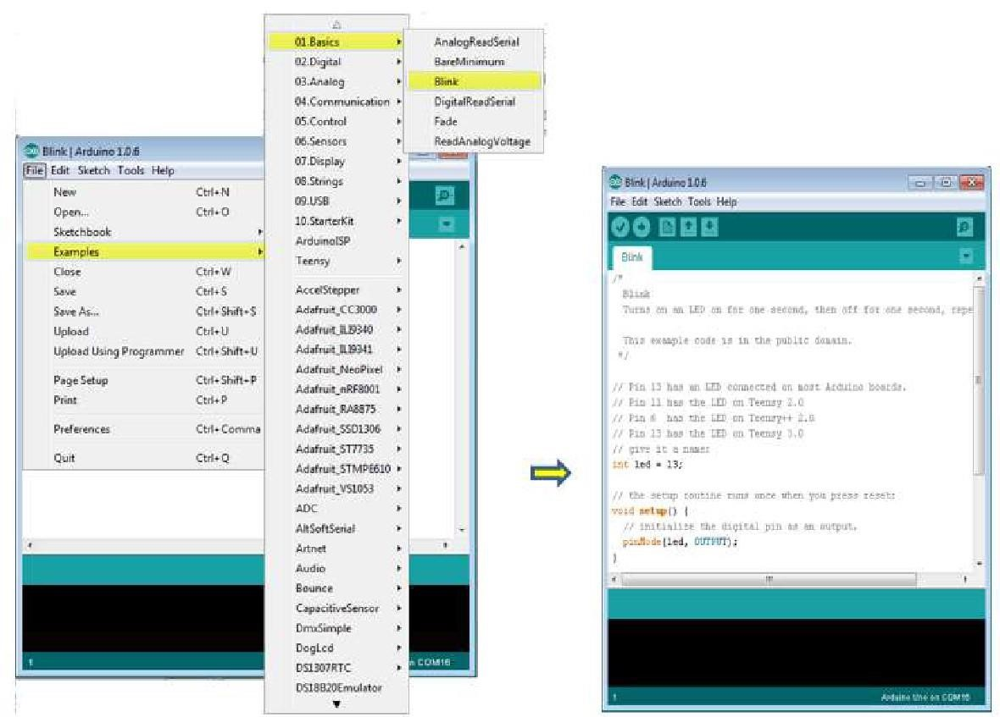 01.Basics
02.Digital
03.Analog
04.Communication
05.Control
06.Sensors
07.Display
08.Strings
09.USB
10.StarterKit
ArduinoISP
Teensy
AccelStepper
Adafruit_CC3000
Adafruit_ILI9340
Adafruit_ILI9341
Adafruit_NeoPixel
Adafruit_nRF8001
Adafruit_RA8875
Adafruit_SSD1306
Adafruit_ST7735
Adafruit_STMPE610
Adafruit_VS1053
ADC
AltSoftSerial
Artnet
Audio
Bounce
CapacitiveSensor
DmxSimple
DogLcd
DS1307RTC
DS18B20Emulator
AnalogReadSerial
BareMinimum
Blink
DigitalReadSerial
Fade
ReadAnalogVoltage
Blink | Arduino 1.0.6
File Edit Sketch Tools Help
New Ctrl+N
Open... Ctrl+O
Sketchbook
Examples
Close Ctrl+W
Save Ctrl+S
Save As... Ctrl+Shift+S
Upload Ctrl+U
Upload Using Programmer Ctrl+Shift+U
Page Setup Ctrl+Shift+P
Print Ctrl+P
Preferences Ctrl+Comma
Quit Ctrl+Q
1 on COM16
Blink | Arduino 1.0.6
File Edit Sketch Tools Help
Blink
/*
Blink
Turns on an LED on for one second, then off for one second, repe
This example code is in the public domain.
*/
// Pin 13 has an LED connected on most Arduino boards.
// Pin 11 has the LED on Teensy 2.0
// Pin 6 has the LED on Teensy++ 2.0
// Pin 13 has the LED on Teensy 3.0
// give it a name:
int led = 13;
// the setup routine runs once when you press reset:
void setup() {
// initialize the digital pin as an output.
pinMode(led, OUTPUT);
}
1 Arduino Uno on COM16